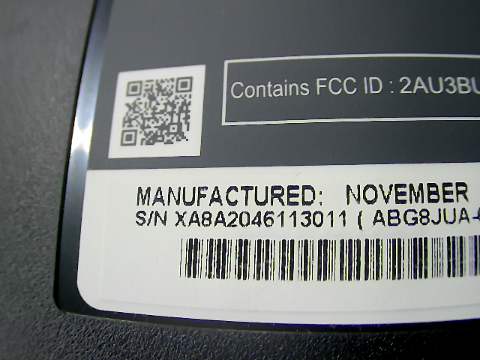 Contains FCC ID : 2AU3BU
MANUFACTURED: NOVEMBER
S/N XA8A2046113011 ( ABG8JUA-